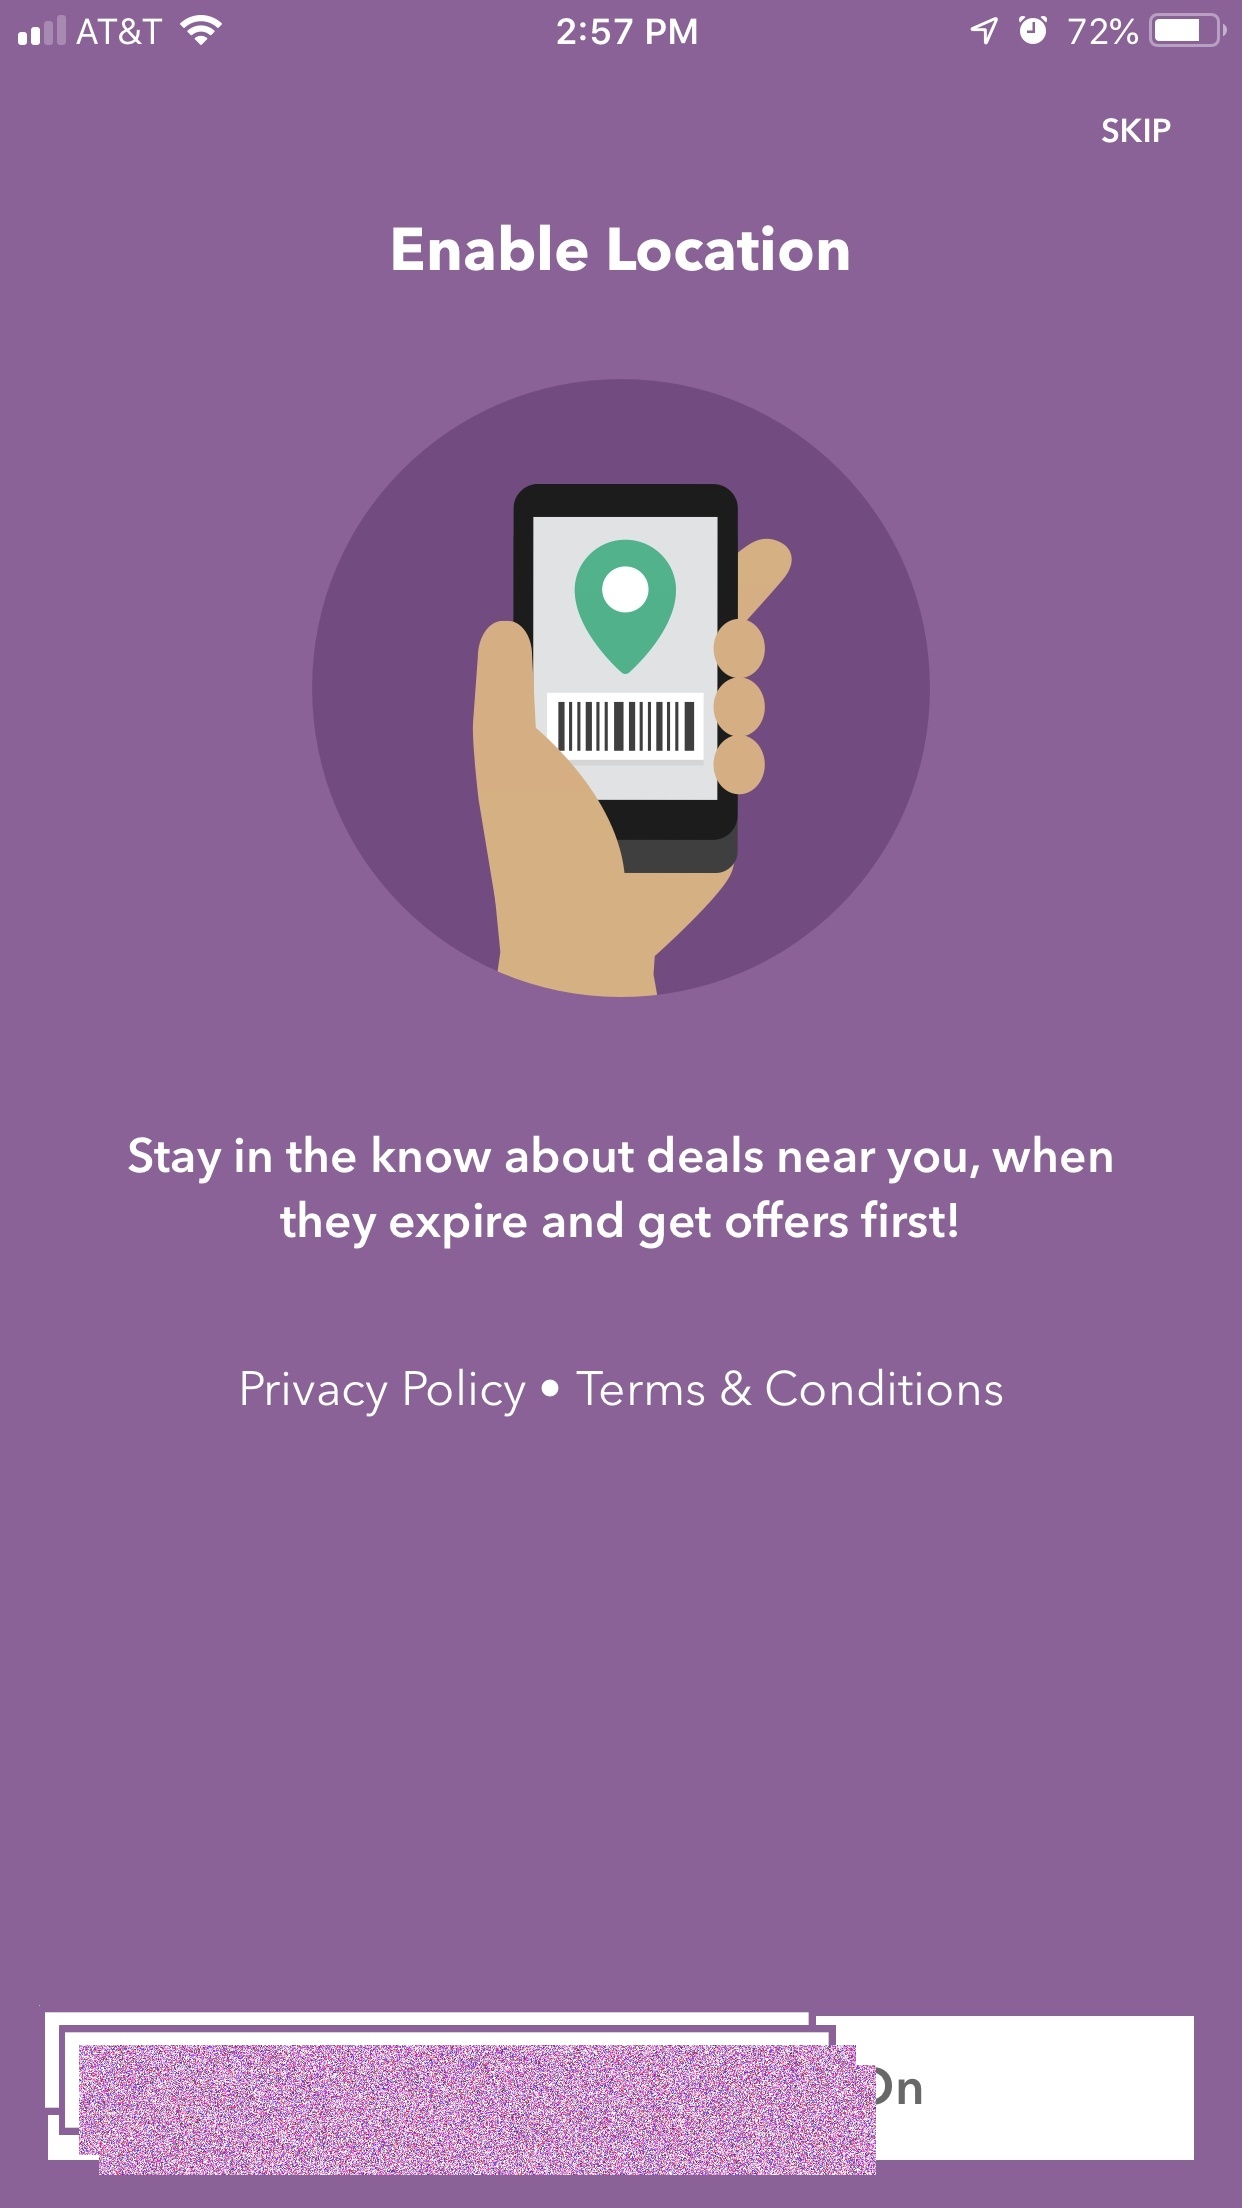 AT&T 2:57 PM 72%
SKIP
Enable Location
Stay in the know about deals near you, when
they expire and get offers first!
Privacy Policy • Terms & Conditions
On